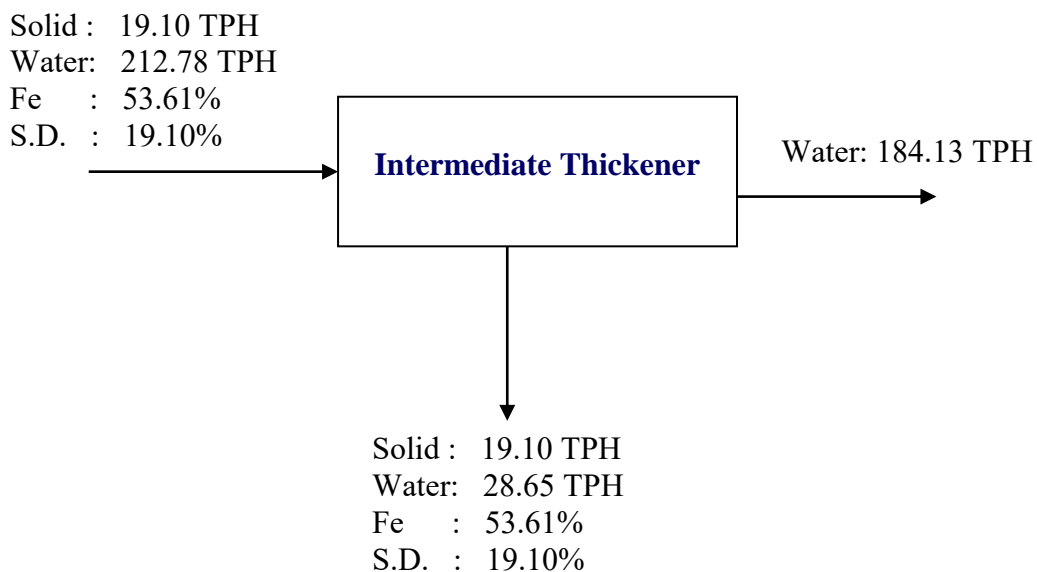 Solid : 19.10 TPH
Water: 212.78 TPH
Fe : 53.61%
S.D. : 19.10%
Intermediate Thickener
Water: 184.13 TPH
Solid : 19.10 TPH
Water: 28.65 TPH
Fe : 53.61%
S.D. : 19.10%